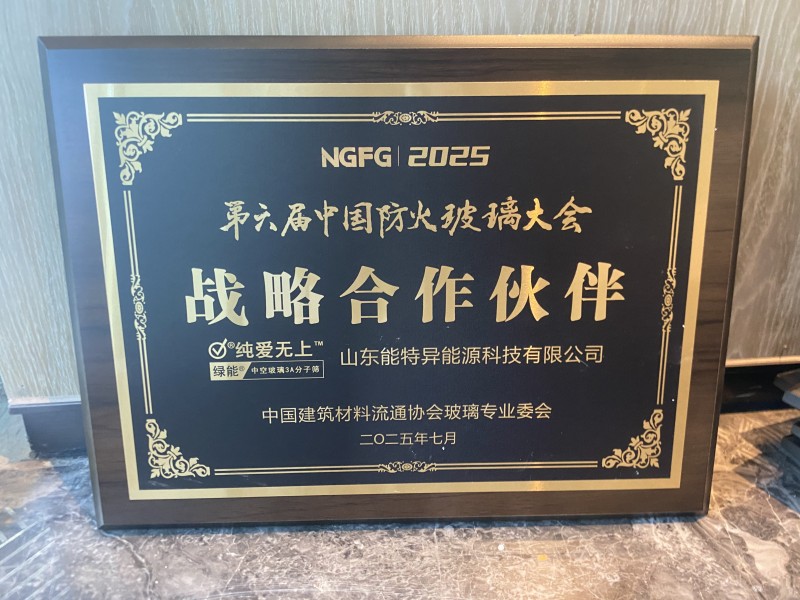 NGFG | 2025
第六届中国防火玻璃大会
战略合作伙伴
®纯爱无上™ 山东能特异能源科技有限公司
绿能® 中空玻璃3A分子筛
中国建筑材料流通协会玻璃专业委会
二〇二五年七月